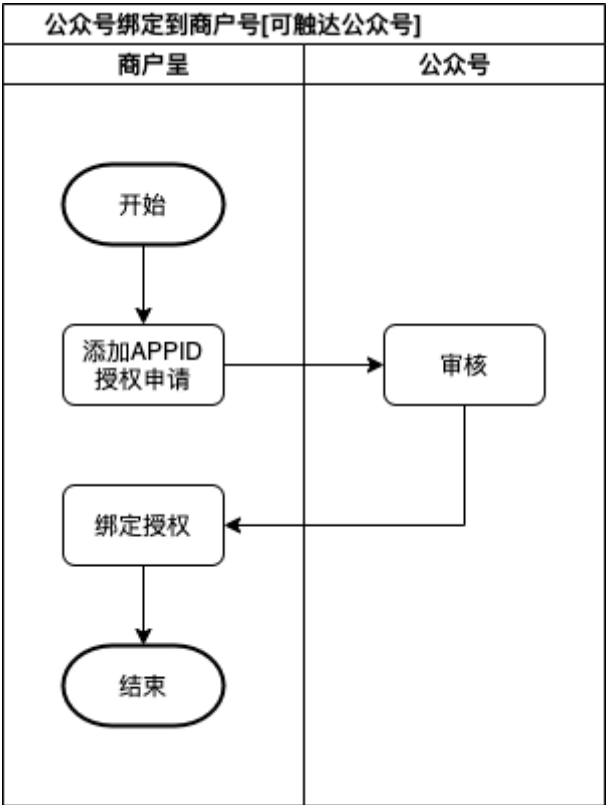 公众号绑定到商户号[可触达公众号]
商户呈
公众号
开始
添加APPID
授权申请
审核
绑定授权
结束